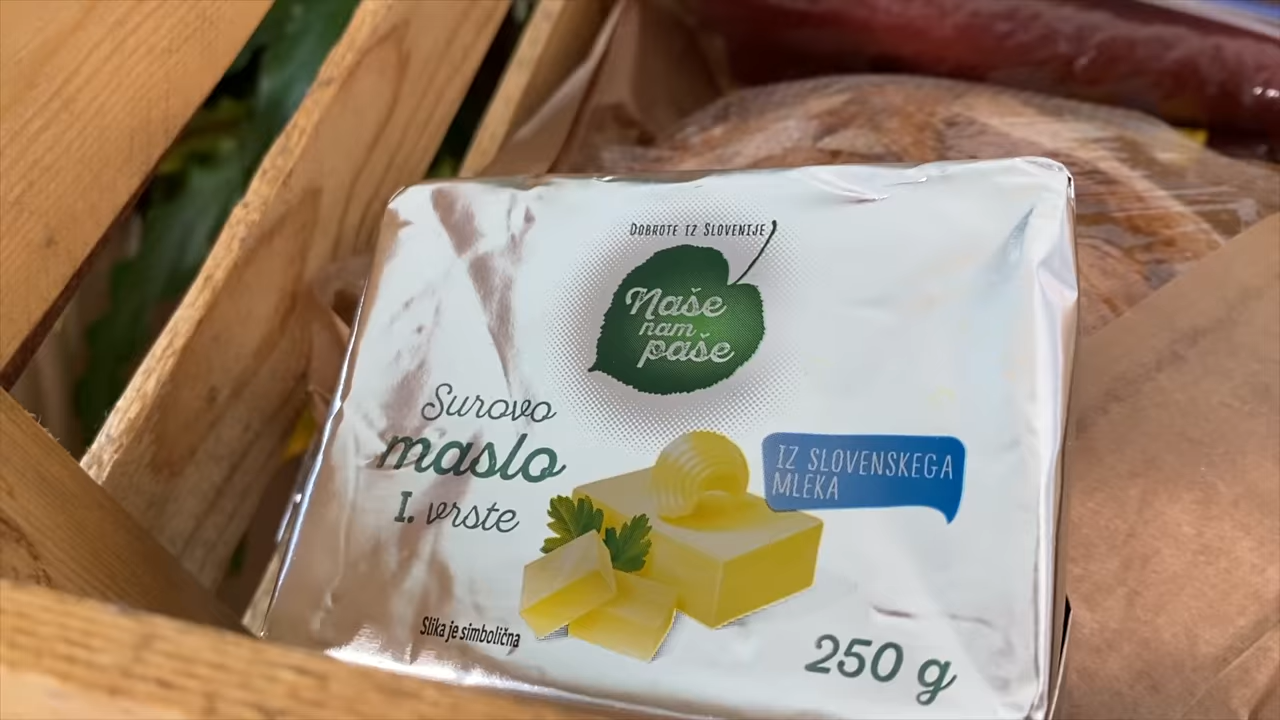 DOBROTE IZ SLOVENIJE
Naše
nam
paše
Surovo
maslo
I. vrste
IZ SLOVENSKEGA
MLEKA
Slika je simbolična
250 g